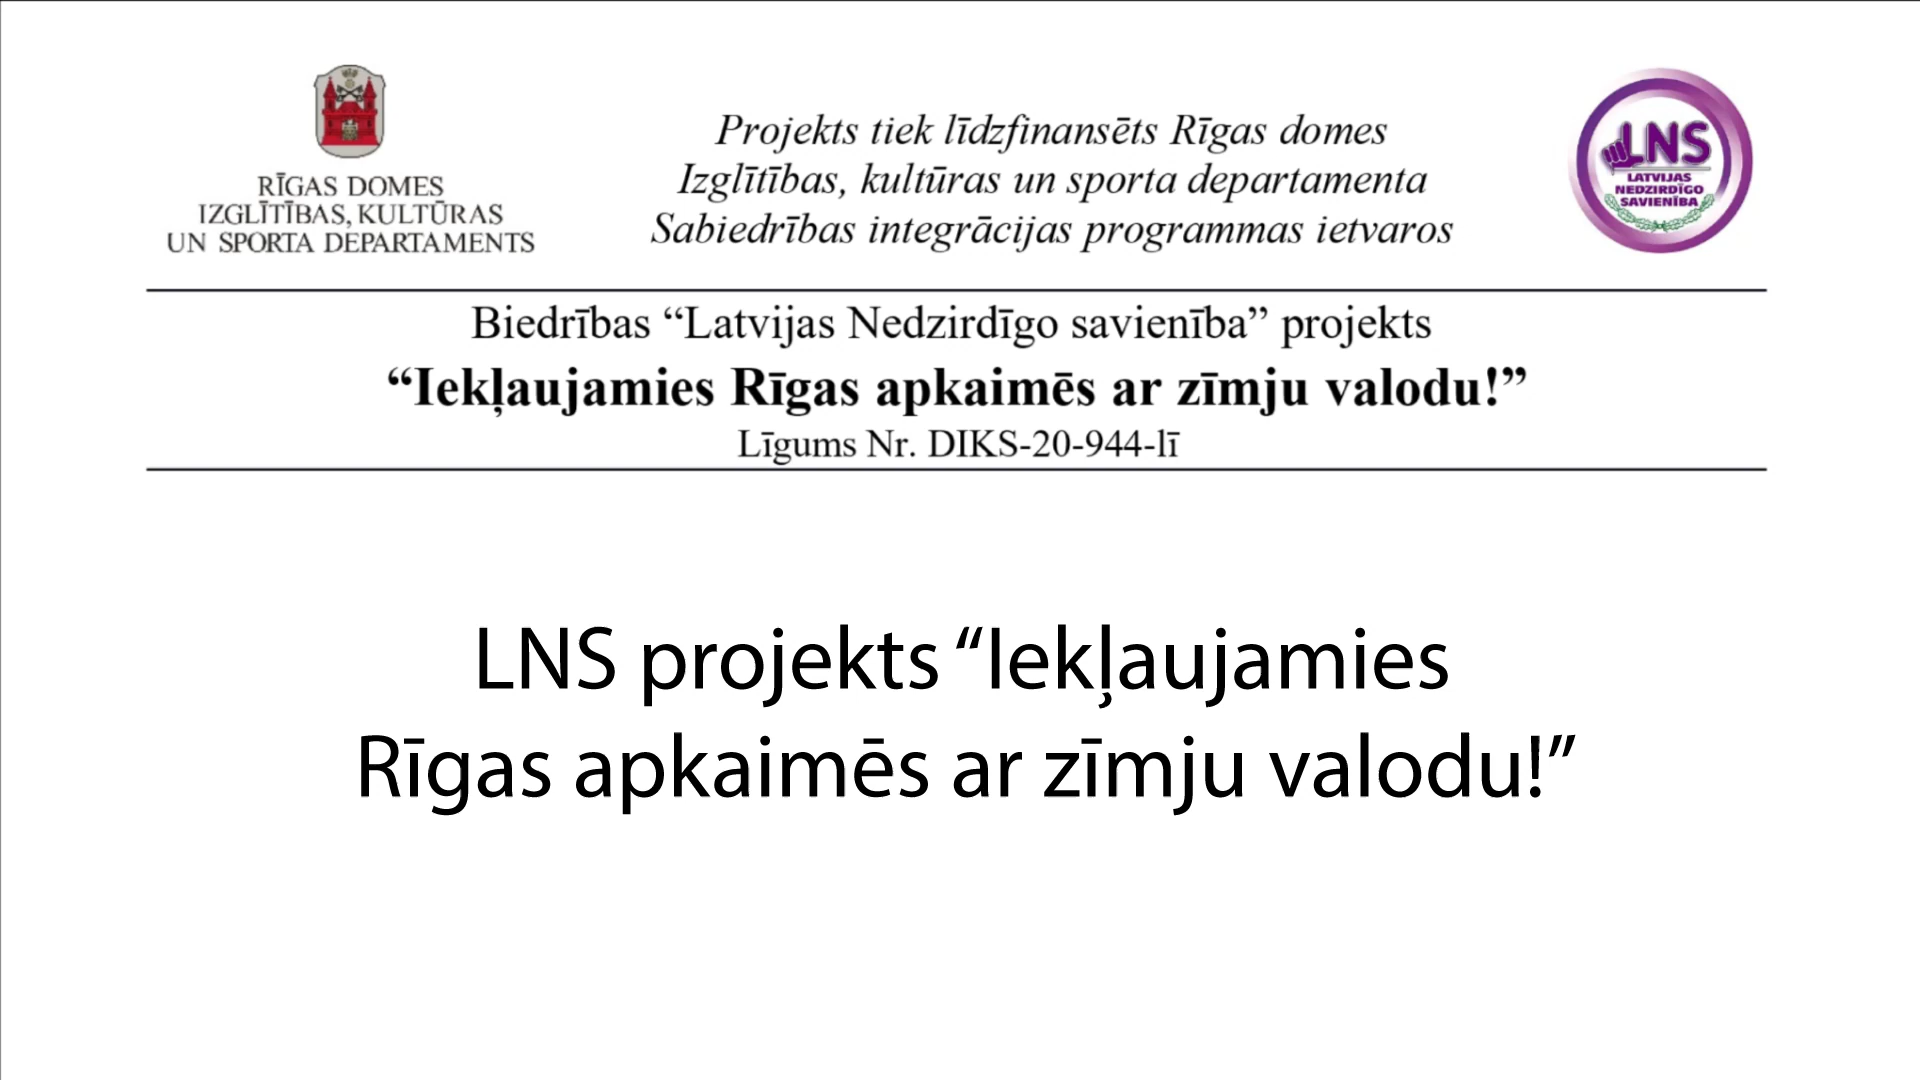 RĪGAS DOMES
IZGLĪTĪBAS, KULTŪRAS
UN SPORTA DEPARTAMENTS
Projekts tiek līdzfinansēts Rīgas domes
Izglītības, kultūras un sporta departamenta
Sabiedrības integrācijas programmas ietvaros
LNS
LATVIJAS
NEDZIRDĪGO
SAVIENĪBA
Biedrības “Latvijas Nedzirdīgo savienība” projekts
“Iekļaujamies Rīgas apkaimēs ar zīmju valodu!”
Līgums Nr. DIKS-20-944-lī
LNS projekts “Iekļaujamies
Rīgas apkaimēs ar zīmju valodu!”